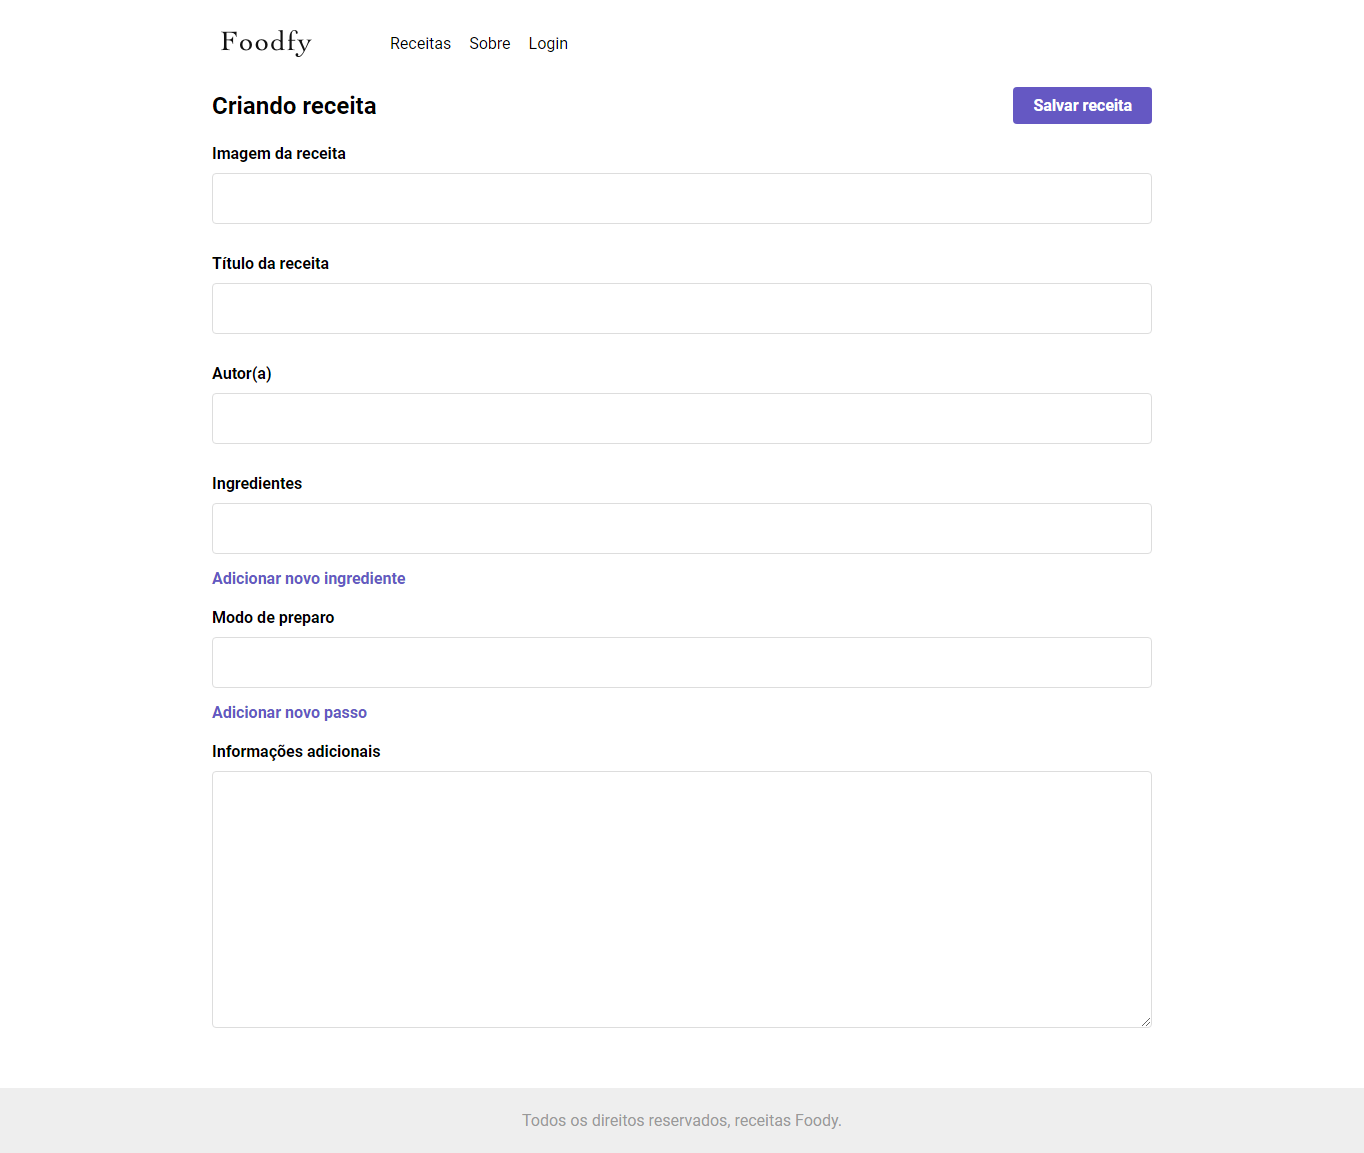 Foodfy
Receitas Sobre Login
Criando receita
Salvar receita
Imagem da receita
Título da receita
Autor(a)
Ingredientes
Adicionar novo ingrediente
Modo de preparo
Adicionar novo passo
Informações adicionais
Todos os direitos reservados, receitas Foody.